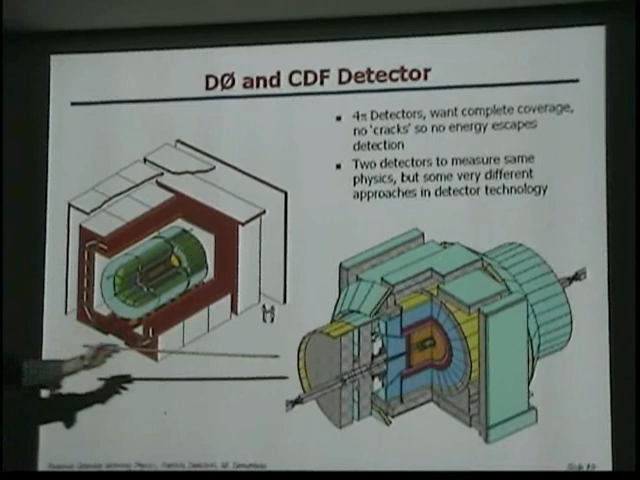 DØ and CDF Detector
4π Detectors, want complete coverage,
no 'cracks' so no energy escapes
detection
Two detectors to measure same
physics, but some very different
approaches in detector technology